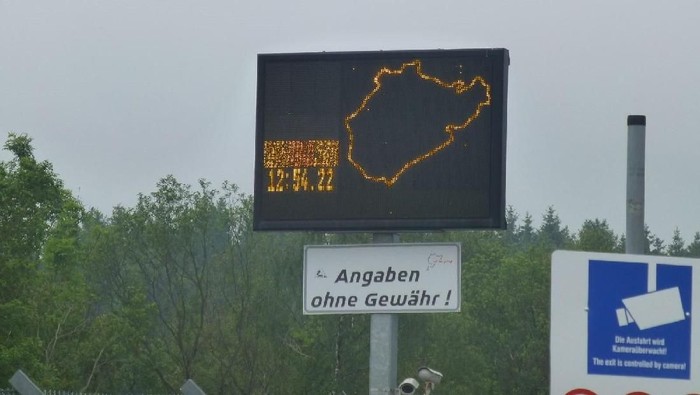 12:54.22
Angaben
ohne Gewähr !
Die Ausfahrt wird
Kameraüberwacht!
The exit is controlled by camera!